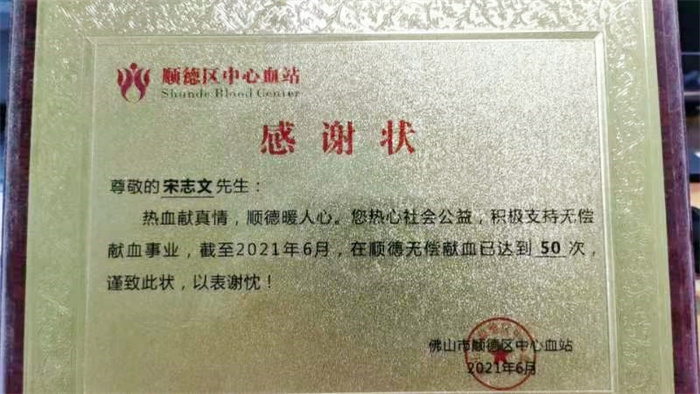 顺德区中心血站
Shunde Blood Center
感谢状
尊敬的宋志文先生：
热血献真情，顺德暖人心。您热心社会公益，积极支持无偿
献血事业，截至2021年6月，在顺德无偿献血已达到50次，
谨致此状，以表谢忱！
佛山市顺德区中心血站
2021年6月